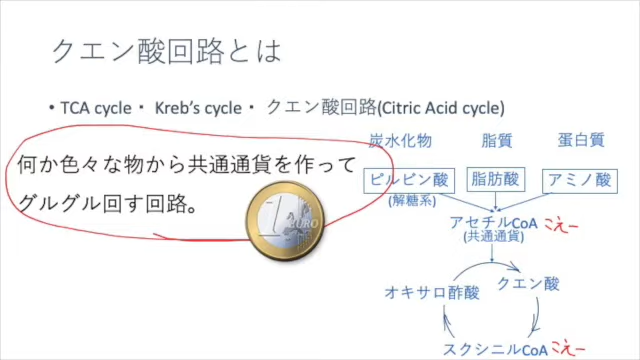 クエン酸回路とは
• TCA cycle・ Kreb's cycle・ クエン酸回路(Citric Acid cycle)
何か色々な物から共通通貨を作って
グルグル回す回路。
1 EURO
炭水化物 脂質 蛋白質
ピルビン酸 脂肪酸 アミノ酸
(解糖系)
アセチルCoA こえー
(共通通貨)
オキサロ酢酸 クエン酸
スクシニルCoA こえー